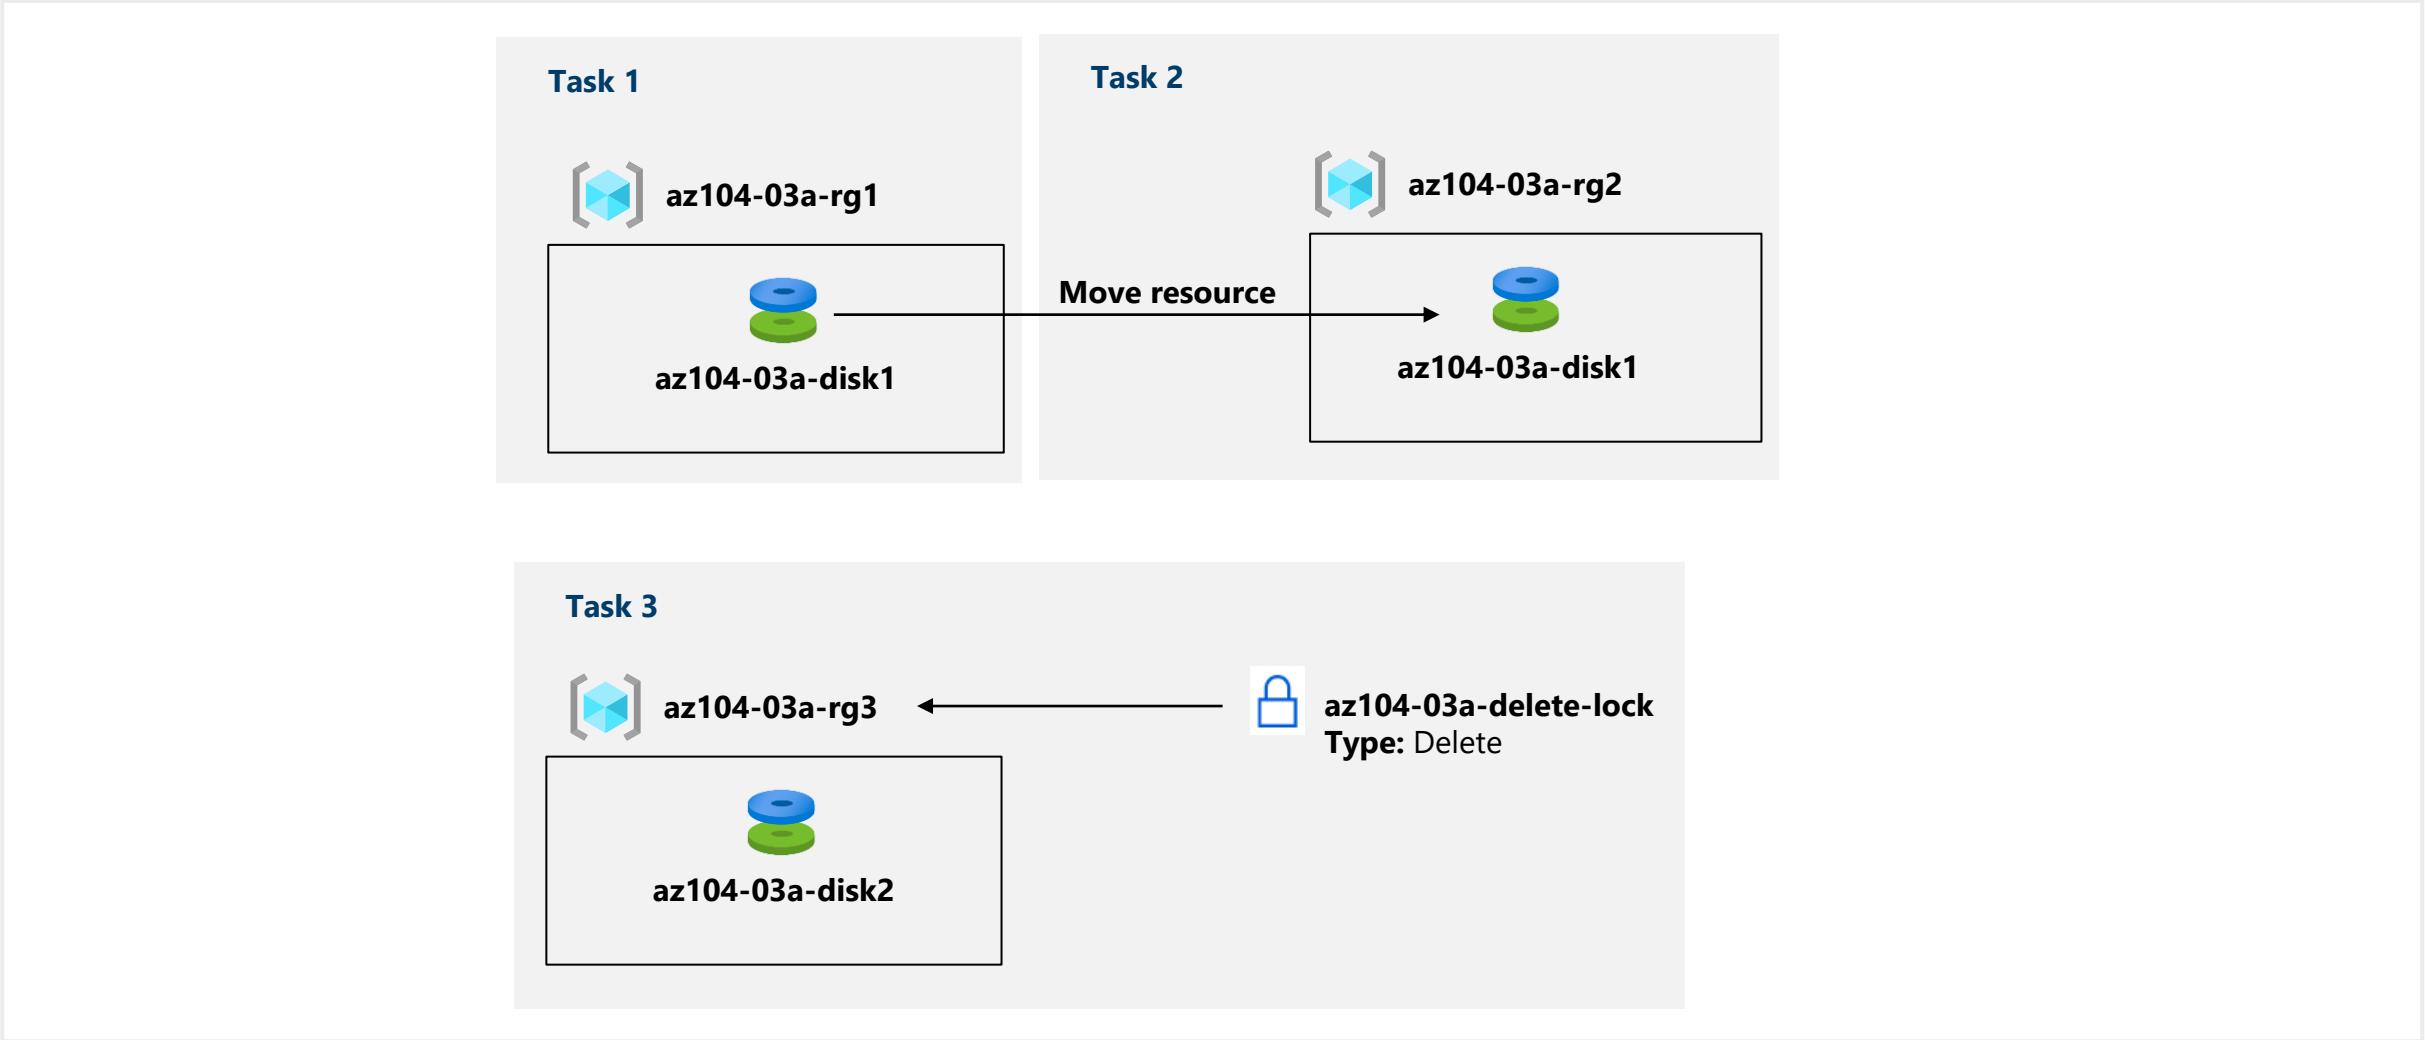 Task 1
az104-03a-rg1
az104-03a-disk1
Task 2
az104-03a-rg2
Move resource
az104-03a-disk1
Task 3
az104-03a-rg3
az104-03a-delete-lock
Type: Delete
az104-03a-disk2